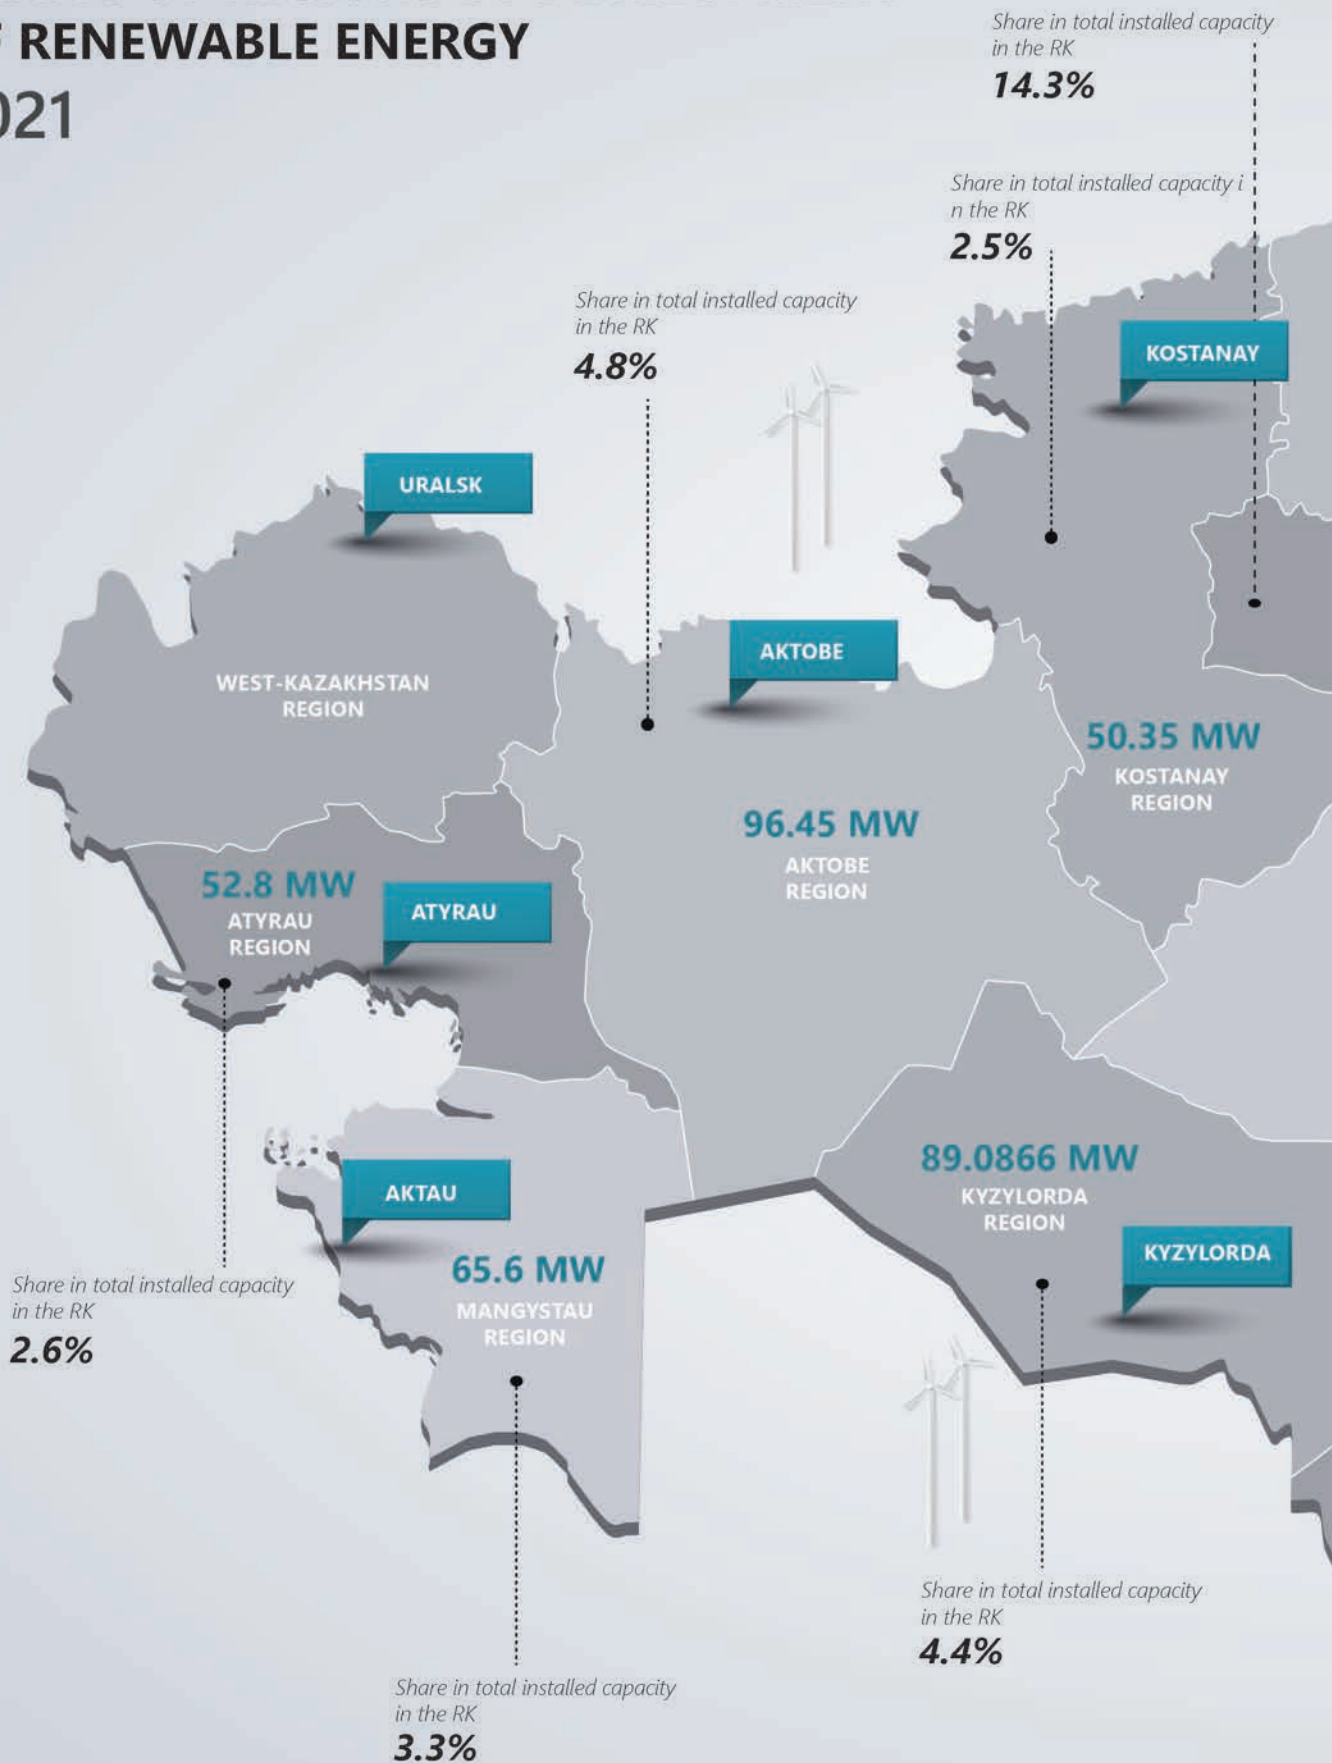 RENEWABLE ENERGY
021
Share in total installed capacity
in the RK
14.3%
Share in total installed capacity i
n the RK
2.5%
Share in total installed capacity
in the RK
4.8%
KOSTANAY
URALSK
AKTOBE
WEST-KAZAKHSTAN
REGION
50.35 MW
KOSTANAY
REGION
96.45 MW
AKTOBE
REGION
52.8 MW
ATYRAU
REGION
ATYRAU
89.0866 MW
KYZYLORDA
REGION
AKTAU
KYZYLORDA
65.6 MW
MANGYSTAU
REGION
Share in total installed capacity
in the RK
2.6%
Share in total installed capacity
in the RK
4.4%
Share in total installed capacity
in the RK
3.3%